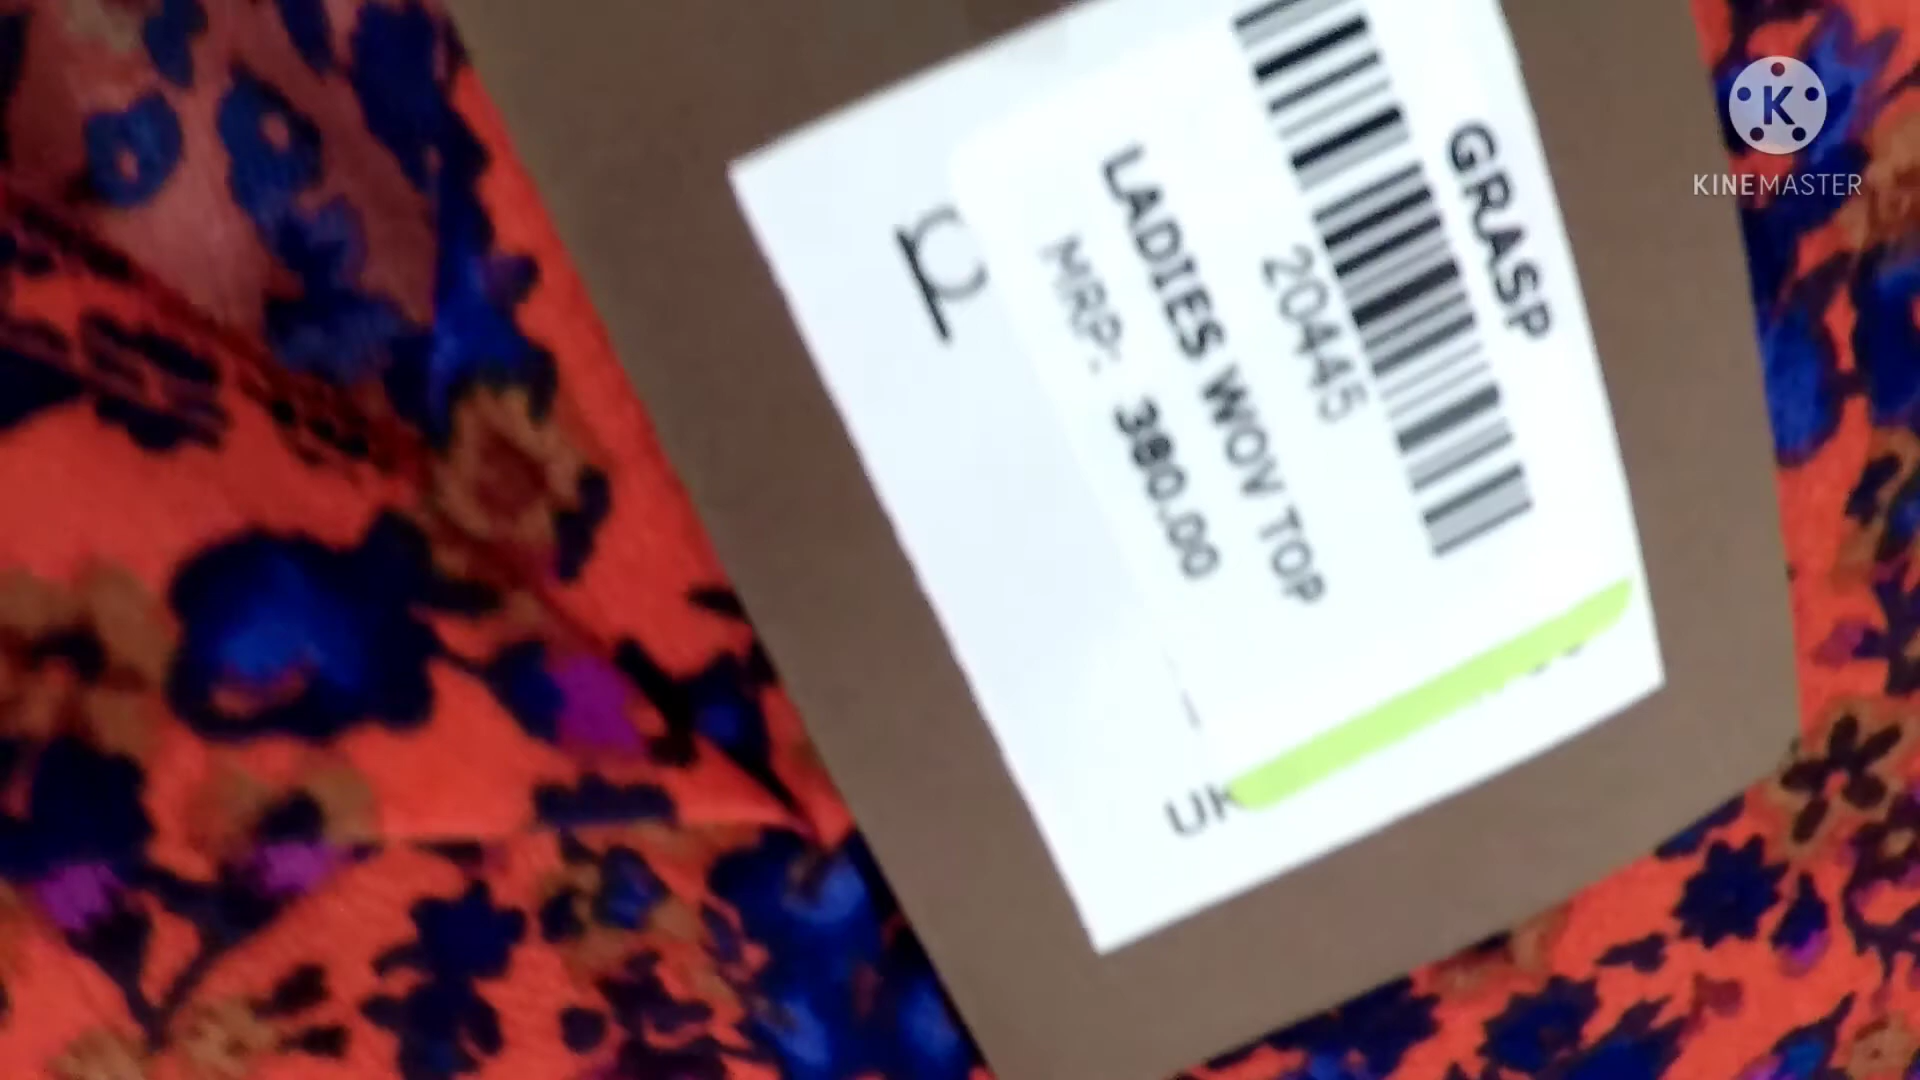 GRASP
20445
LADIES WOV TOP
MRP: 380.00
KINEMASTER